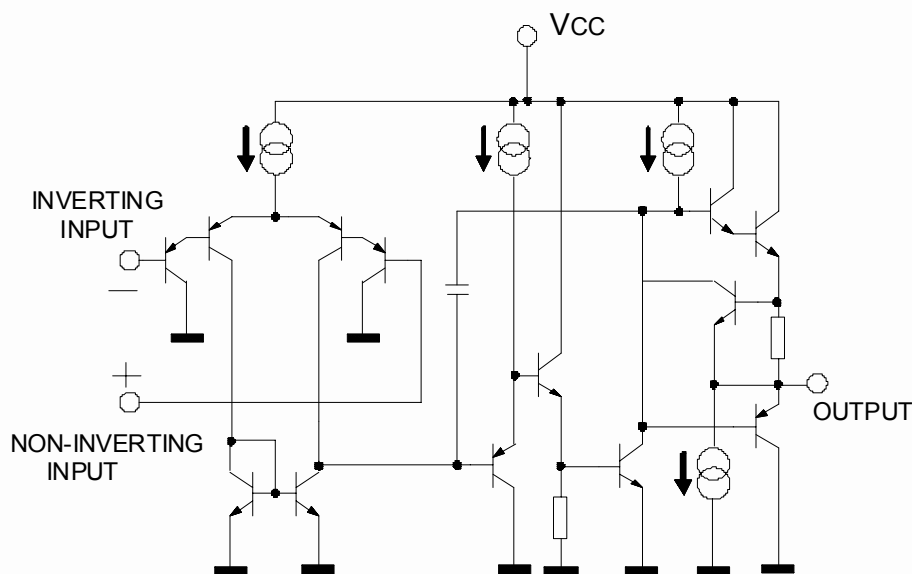 VCC
INVERTING
INPUT
—
+
NON-INVERTING
INPUT
OUTPUT